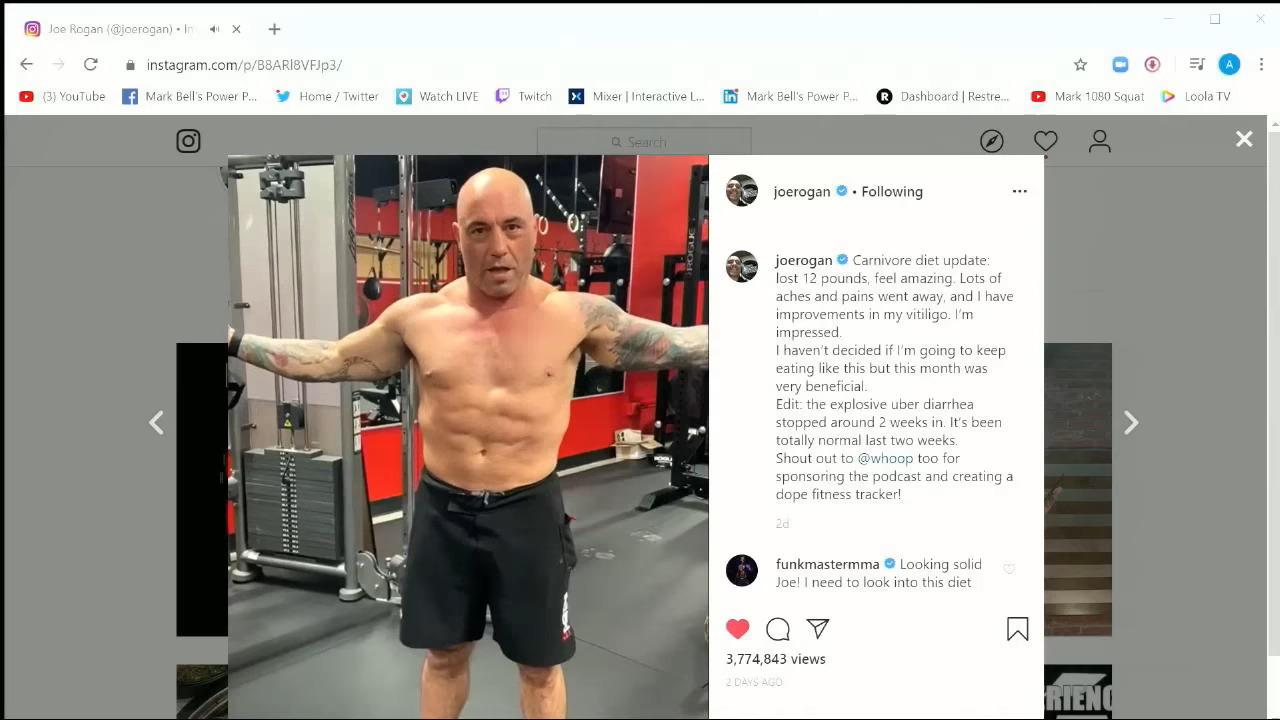 Joe Rogan (@joerogan) • In
instagram.com/p/B8ARl8VFJp3/
A
(3) YouTube
Mark Bell's Power P...
Home / Twitter
Watch LIVE
Twitch
Mixer | Interactive L...
Mark Bell's Power P...
Dashboard | Restre...
Mark 1080 Squat
Loola TV
Search
joerogan • Following
joerogan Carnivore diet update:
lost 12 pounds, feel amazing. Lots of
aches and pains went away, and I have
improvements in my vitiligo. I'm
impressed.
I haven't decided if I'm going to keep
eating like this but this month was
very beneficial.
Edit: the explosive uber diarrhea
stopped around 2 weeks in. It's been
totally normal last two weeks.
Shout out to @whoop too for
sponsoring the podcast and creating a
dope fitness tracker!
2d
funkmastermma Looking solid
Joe! I need to look into this diet
3,774,843 views
2 DAYS AGO
ROGUE